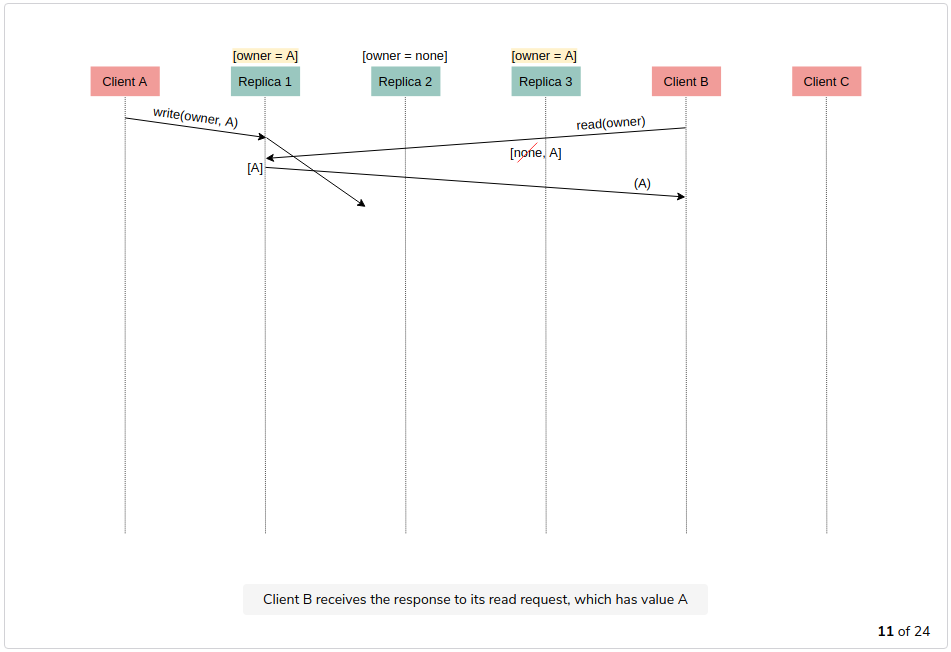 [owner = A]
[owner = none]
[owner = A]
Client A
Replica 1
Replica 2
Replica 3
Client B
Client C
write(owner, A)
read(owner)
[none, A]
[A]
(A)
Client B receives the response to its read request, which has value A
11 of 24